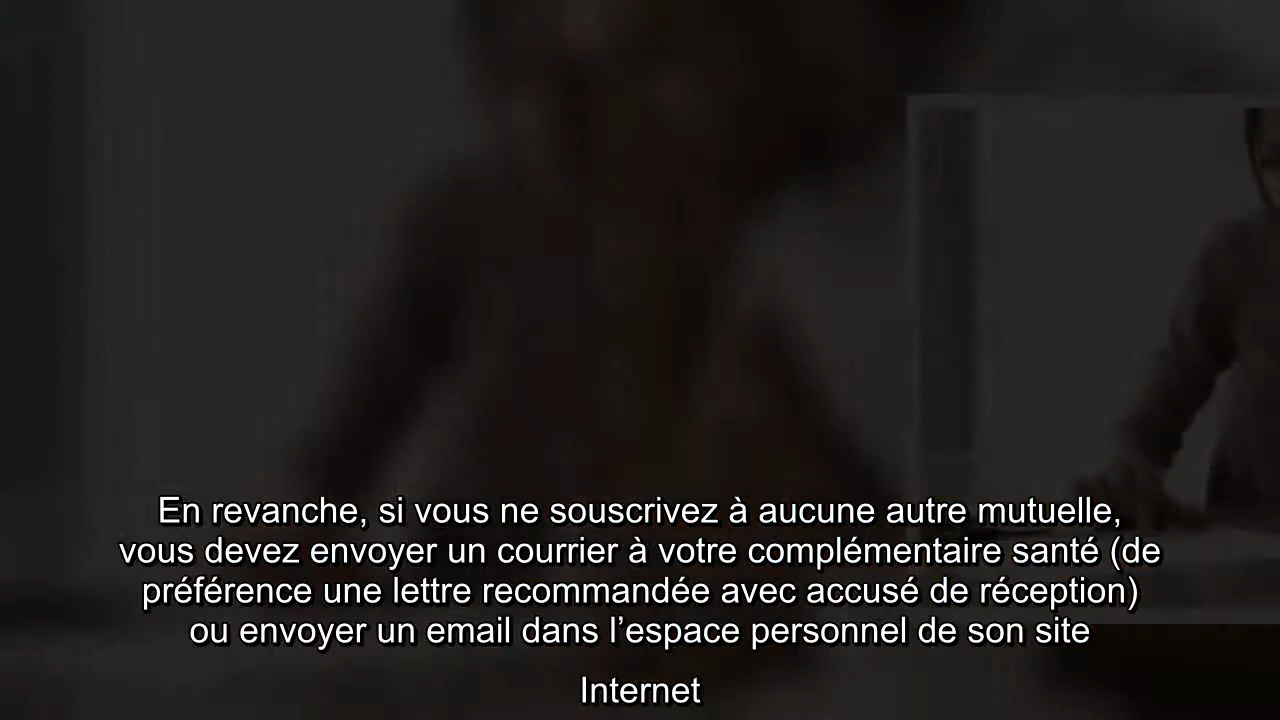 En revanche, si vous ne souscrivez à aucune autre mutuelle,
vous devez envoyer un courrier à votre complémentaire santé (de
préférence une lettre recommandée avec accusé de réception)
ou envoyer un email dans l’espace personnel de son site
Internet